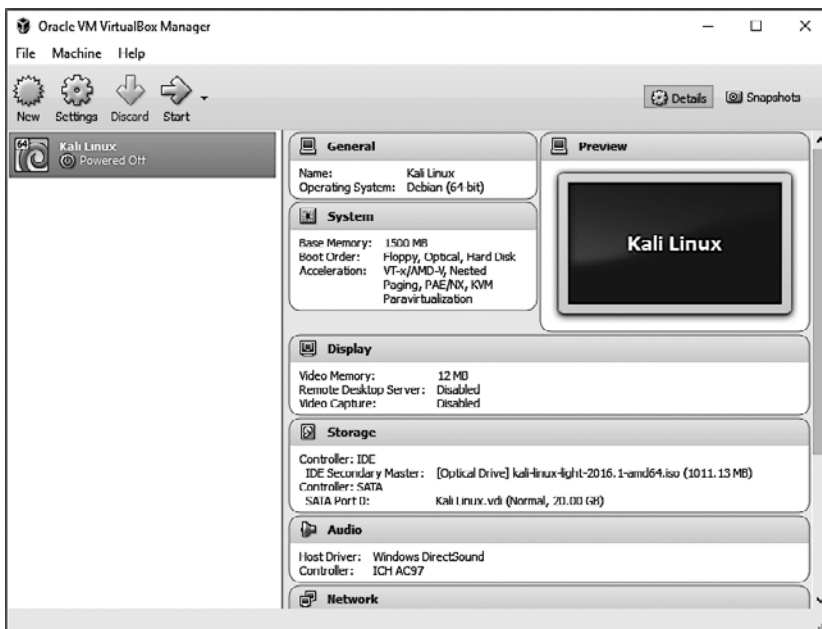 Oracle VM VirtualBox Manager
File Machine Help
New Settings Discard Start
Details Snapshots
64
Kali Linux
Powered Off
General
Name: Kali Linux
Operating System: Debian (64-bit)
System
Base Memory: 1500 MB
Boot Order: Floppy, Optical, Hard Disk
Acceleration: VT-x/AMD-V, Nested
Paging, PAE/NX, KVM
Paravirtualization
Preview
Kali Linux
Display
Video Memory: 12 MB
Remote Desktop Server: Disabled
Video Capture: Disabled
Storage
Controller: IDE
IDE Secondary Master: [Optical Drive] kali-linux-light-2016.1-amd64.iso (1011.13 MB)
Controller: SATA
SATA Port 0: Kali Linux.vdi (Normal, 20.00 GB)
Audio
Host Driver: Windows DirectSound
Controller: ICH AC97
Network